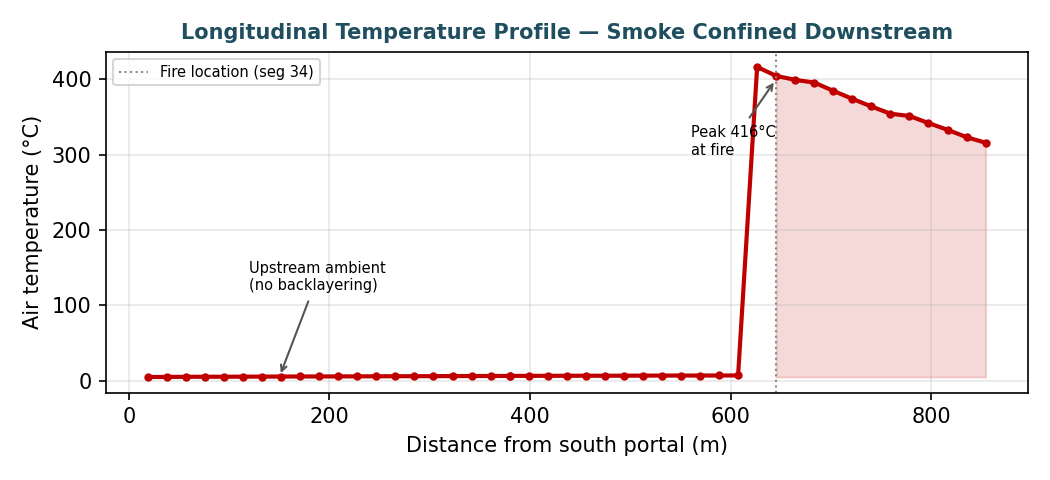 Longitudinal Temperature Profile — Smoke Confined Downstream
Fire location (seg 34)
Peak 416°C
at fire
Upstream ambient
(no backlayering)
Air temperature (°C)
400
300
200
100
0
0 200 400 600 800
Distance from south portal (m)